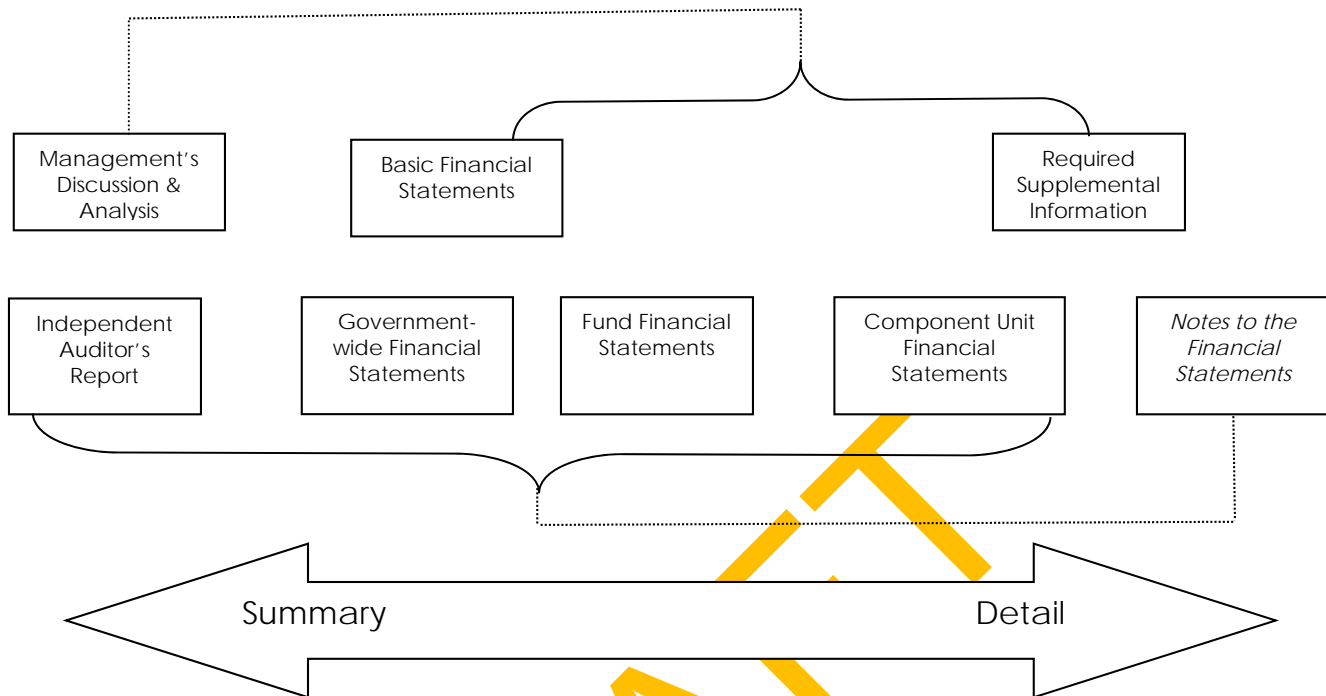 Management's
Discussion &
Analysis
Basic Financial
Statements
Required
Supplemental
Information
Independent
Auditor's
Report
Government-
wide Financial
Statements
Fund Financial
Statements
Component Unit
Financial
Statements
Notes to the
Financial
Statements
Summary
Detail